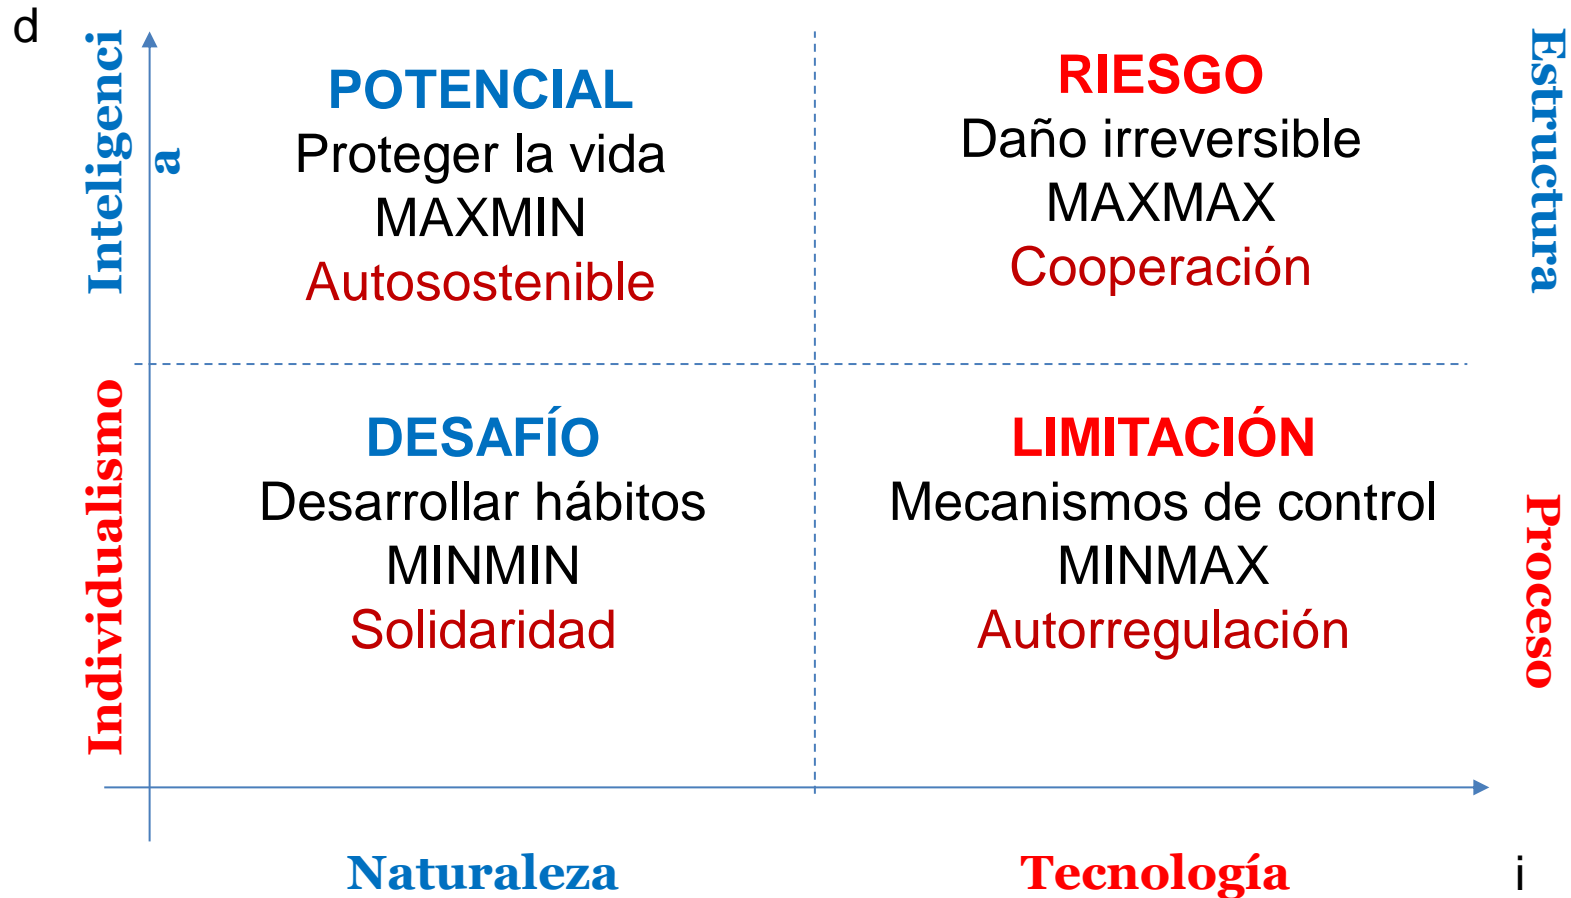 d
Inteligenci
a
POTENCIAL
Proteger la vida
MAXMIN
Autosostenible
RIESGO
Daño irreversible
MAXMAX
Cooperación
Estructura
Individualismo
DESAFÍO
Desarrollar hábitos
MINMIN
Solidaridad
LIMITACIÓN
Mecanismos de control
MINMAX
Autorregulación
Proceso
Naturaleza
Tecnología
i